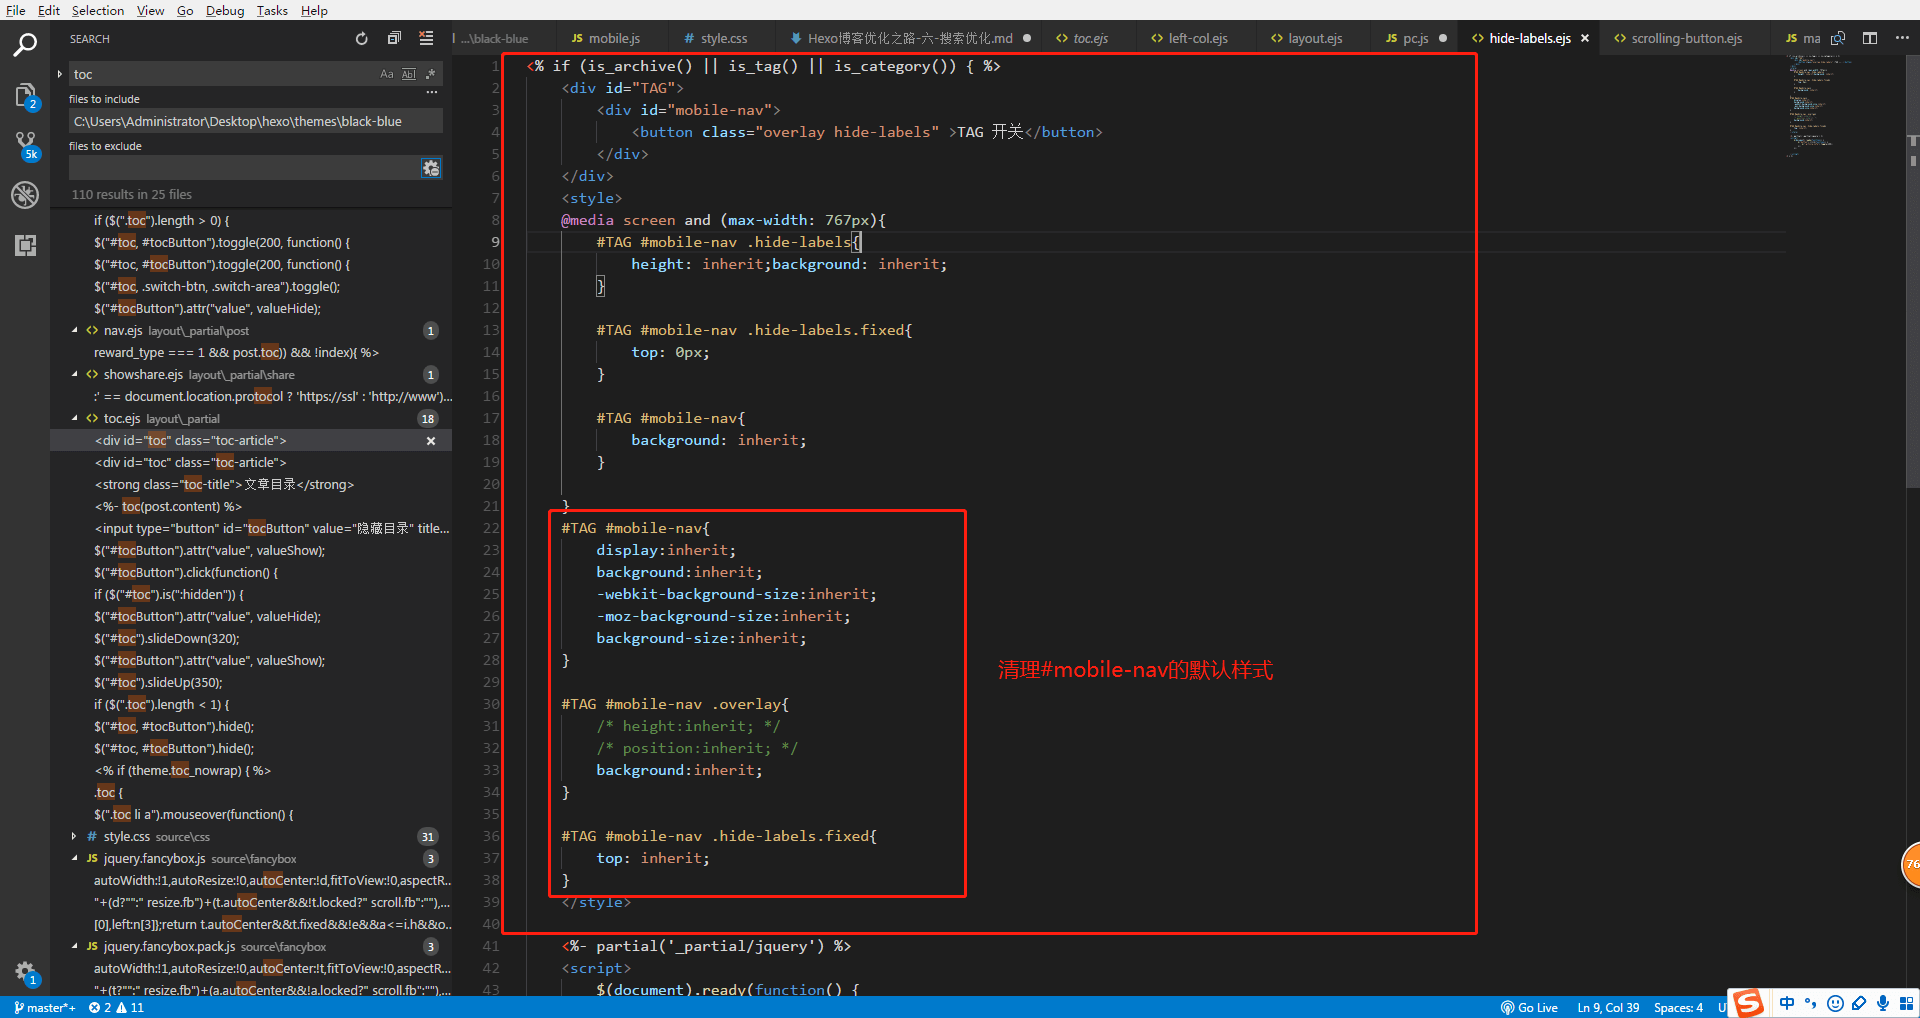 File Edit Selection View Go Debug Tasks Help
SEARCH
toc
Aa Abl .*
files to include
C:\Users\Administrator\Desktop\hexo\themes\black-blue
files to exclude
110 results in 25 files
if ($(".toc").length > 0) {
$("#toc, #tocButton").toggle(200, function() {
$("#toc, #tocButton").toggle(200, function() {
$("#toc, .switch-btn, .switch-area").toggle();
$("#tocButton").attr("value", valueHide);
nav.ejs layout\_partial\post 1
reward_type === 1 && post.toc)) && !index){ %>
showshare.ejs layout\_partial\share 1
:' == document.location.protocol ? 'https://ssl' : 'http://www')...
toc.ejs layout\_partial 18
<div id="toc" class="toc-article">
<div id="toc" class="toc-article">
<strong class="toc-title">文章目录</strong>
<%- toc(post.content) %>
<input type="button" id="tocButton" value="隐藏目录" title...
$("#tocButton").attr("value", valueShow);
$("#tocButton").click(function() {
if ($("#toc").is(":hidden")) {
$("#tocButton").attr("value", valueHide);
$("#toc").slideDown(320);
$("#tocButton").attr("value", valueShow);
$("#toc").slideUp(350);
if ($(".toc").length < 1) {
$("#toc, #tocButton").hide();
$("#toc, #tocButton").hide();
<% if (theme.toc_nowrap) { %>
.toc {
$(".toc li a").mouseover(function() {
style.css source\css 31
jquery.fancybox.js source\fancybox 3
autoWidth:!1,autoResize:!0,autoCenter:!d,fitToView:!0,aspectR...
"+(d?"":" resize.fb")+(t.autoCenter&&!t.locked?" scroll.fb":""),...
[0],left:n[3]};return t.autoCenter&&t.fixed&&!e&&a<=i.h&&o...
jquery.fancybox.pack.js source\fancybox 3
autoWidth:!1,autoResize:!0,autoCenter:!t,fitToView:!0,aspectR...
"+(t?"":" resize.fb")+(a.autoCenter&&!a.locked?" scroll.fb":""),...
2
5k
1
...\black-blue JS mobile.js # style.css Hexo博客优化之路-六-搜索优化.md toc.ejs left-col.ejs layout.ejs JS pc.js hide-labels.ejs scrolling-button.ejs JS ma
1 <% if (is_archive() || is_tag() || is_category()) { %>
2 <div id="TAG">
3 <div id="mobile-nav">
4 <button class="overlay hide-labels" >TAG 开关</button>
5 </div>
6 </div>
7 <style>
8 @media screen and (max-width: 767px){
9 #TAG #mobile-nav .hide-labels{
10 height: inherit;background: inherit;
11 }
12
13 #TAG #mobile-nav .hide-labels.fixed{
14 top: 0px;
15 }
16
17 #TAG #mobile-nav{
18 background: inherit;
19 }
20
21 }
22 #TAG #mobile-nav{
23 display:inherit;
24 background:inherit;
25 -webkit-background-size:inherit;
26 -moz-background-size:inherit;
27 background-size:inherit;
28 }
29
30 #TAG #mobile-nav .overlay{
31 /* height:inherit; */
32 /* position:inherit; */
33 background:inherit;
34 }
35
36 #TAG #mobile-nav .hide-labels.fixed{
37 top: inherit;
38 }
39 </style>
40
41 <%- partial('_partial/jquery') %>
42 <script>
43 $(document).ready(function() {
清理#mobile-nav的默认样式
76
master*+ 2 11
Go Live Ln 9, Col 39 Spaces: 4 U
S 中